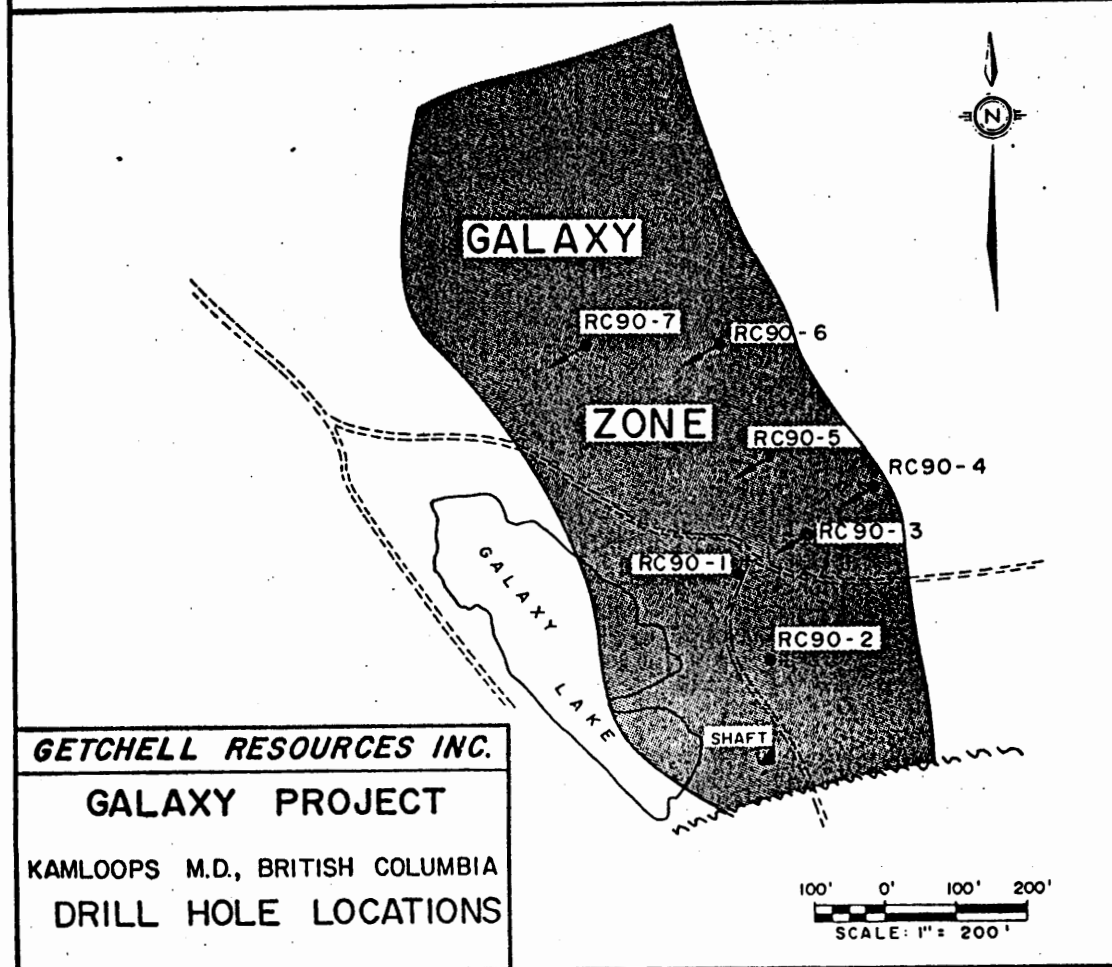 N
GALAXY
RC90-7
RC90-6
ZONE
RC90-5
RC90-4
RC90-3
RC90-1
GALAXY
LAKE
RC90-2
SHAFT
GETCHELL RESOURCES INC.
GALAXY PROJECT
KAMLOOPS M.D., BRITISH COLUMBIA
DRILL HOLE LOCATIONS
100' 0' 100' 200'
SCALE: 1" = 200'